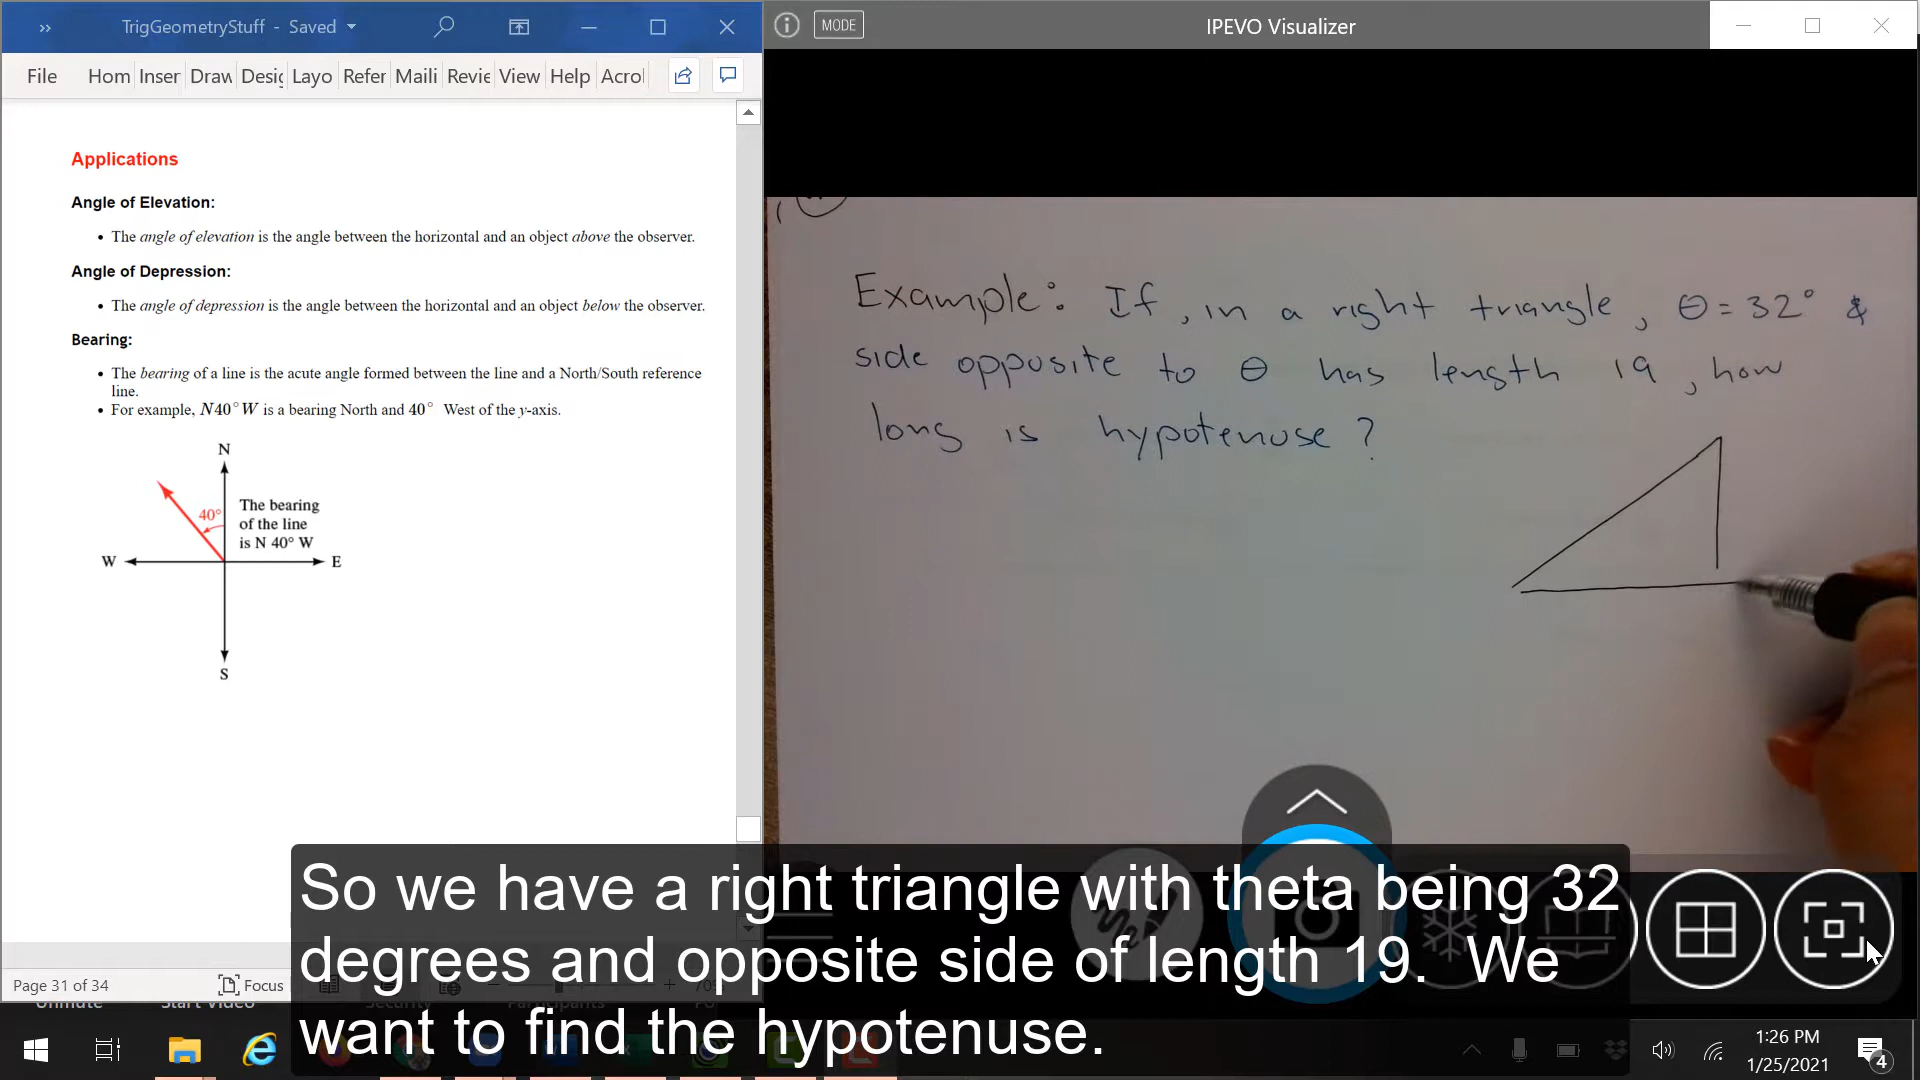 TrigGeometryStuff - Saved
File Hom Inser Draw Desig Layo Refer Maili Revie View Help Acrol
Applications
Angle of Elevation:
• The angle of elevation is the angle between the horizontal and an object above the observer.
Angle of Depression:
• The angle of depression is the angle between the horizontal and an object below the observer.
Bearing:
• The bearing of a line is the acute angle formed between the line and a North/South reference
line.
• For example, N40°W is a bearing North and 40° West of the y-axis.
N
40°
The bearing
of the line
is N 40° W
W
E
S
Page 31 of 34
Focus
MODE
IPEVO Visualizer
Example: If, in a right triangle, θ = 32° &
side opposite to θ has length 19, how
long is hypotenuse?
So we have a right triangle with theta being 32
degrees and opposite side of length 19. We
want to find the hypotenuse.
1:26 PM
1/25/2021
4